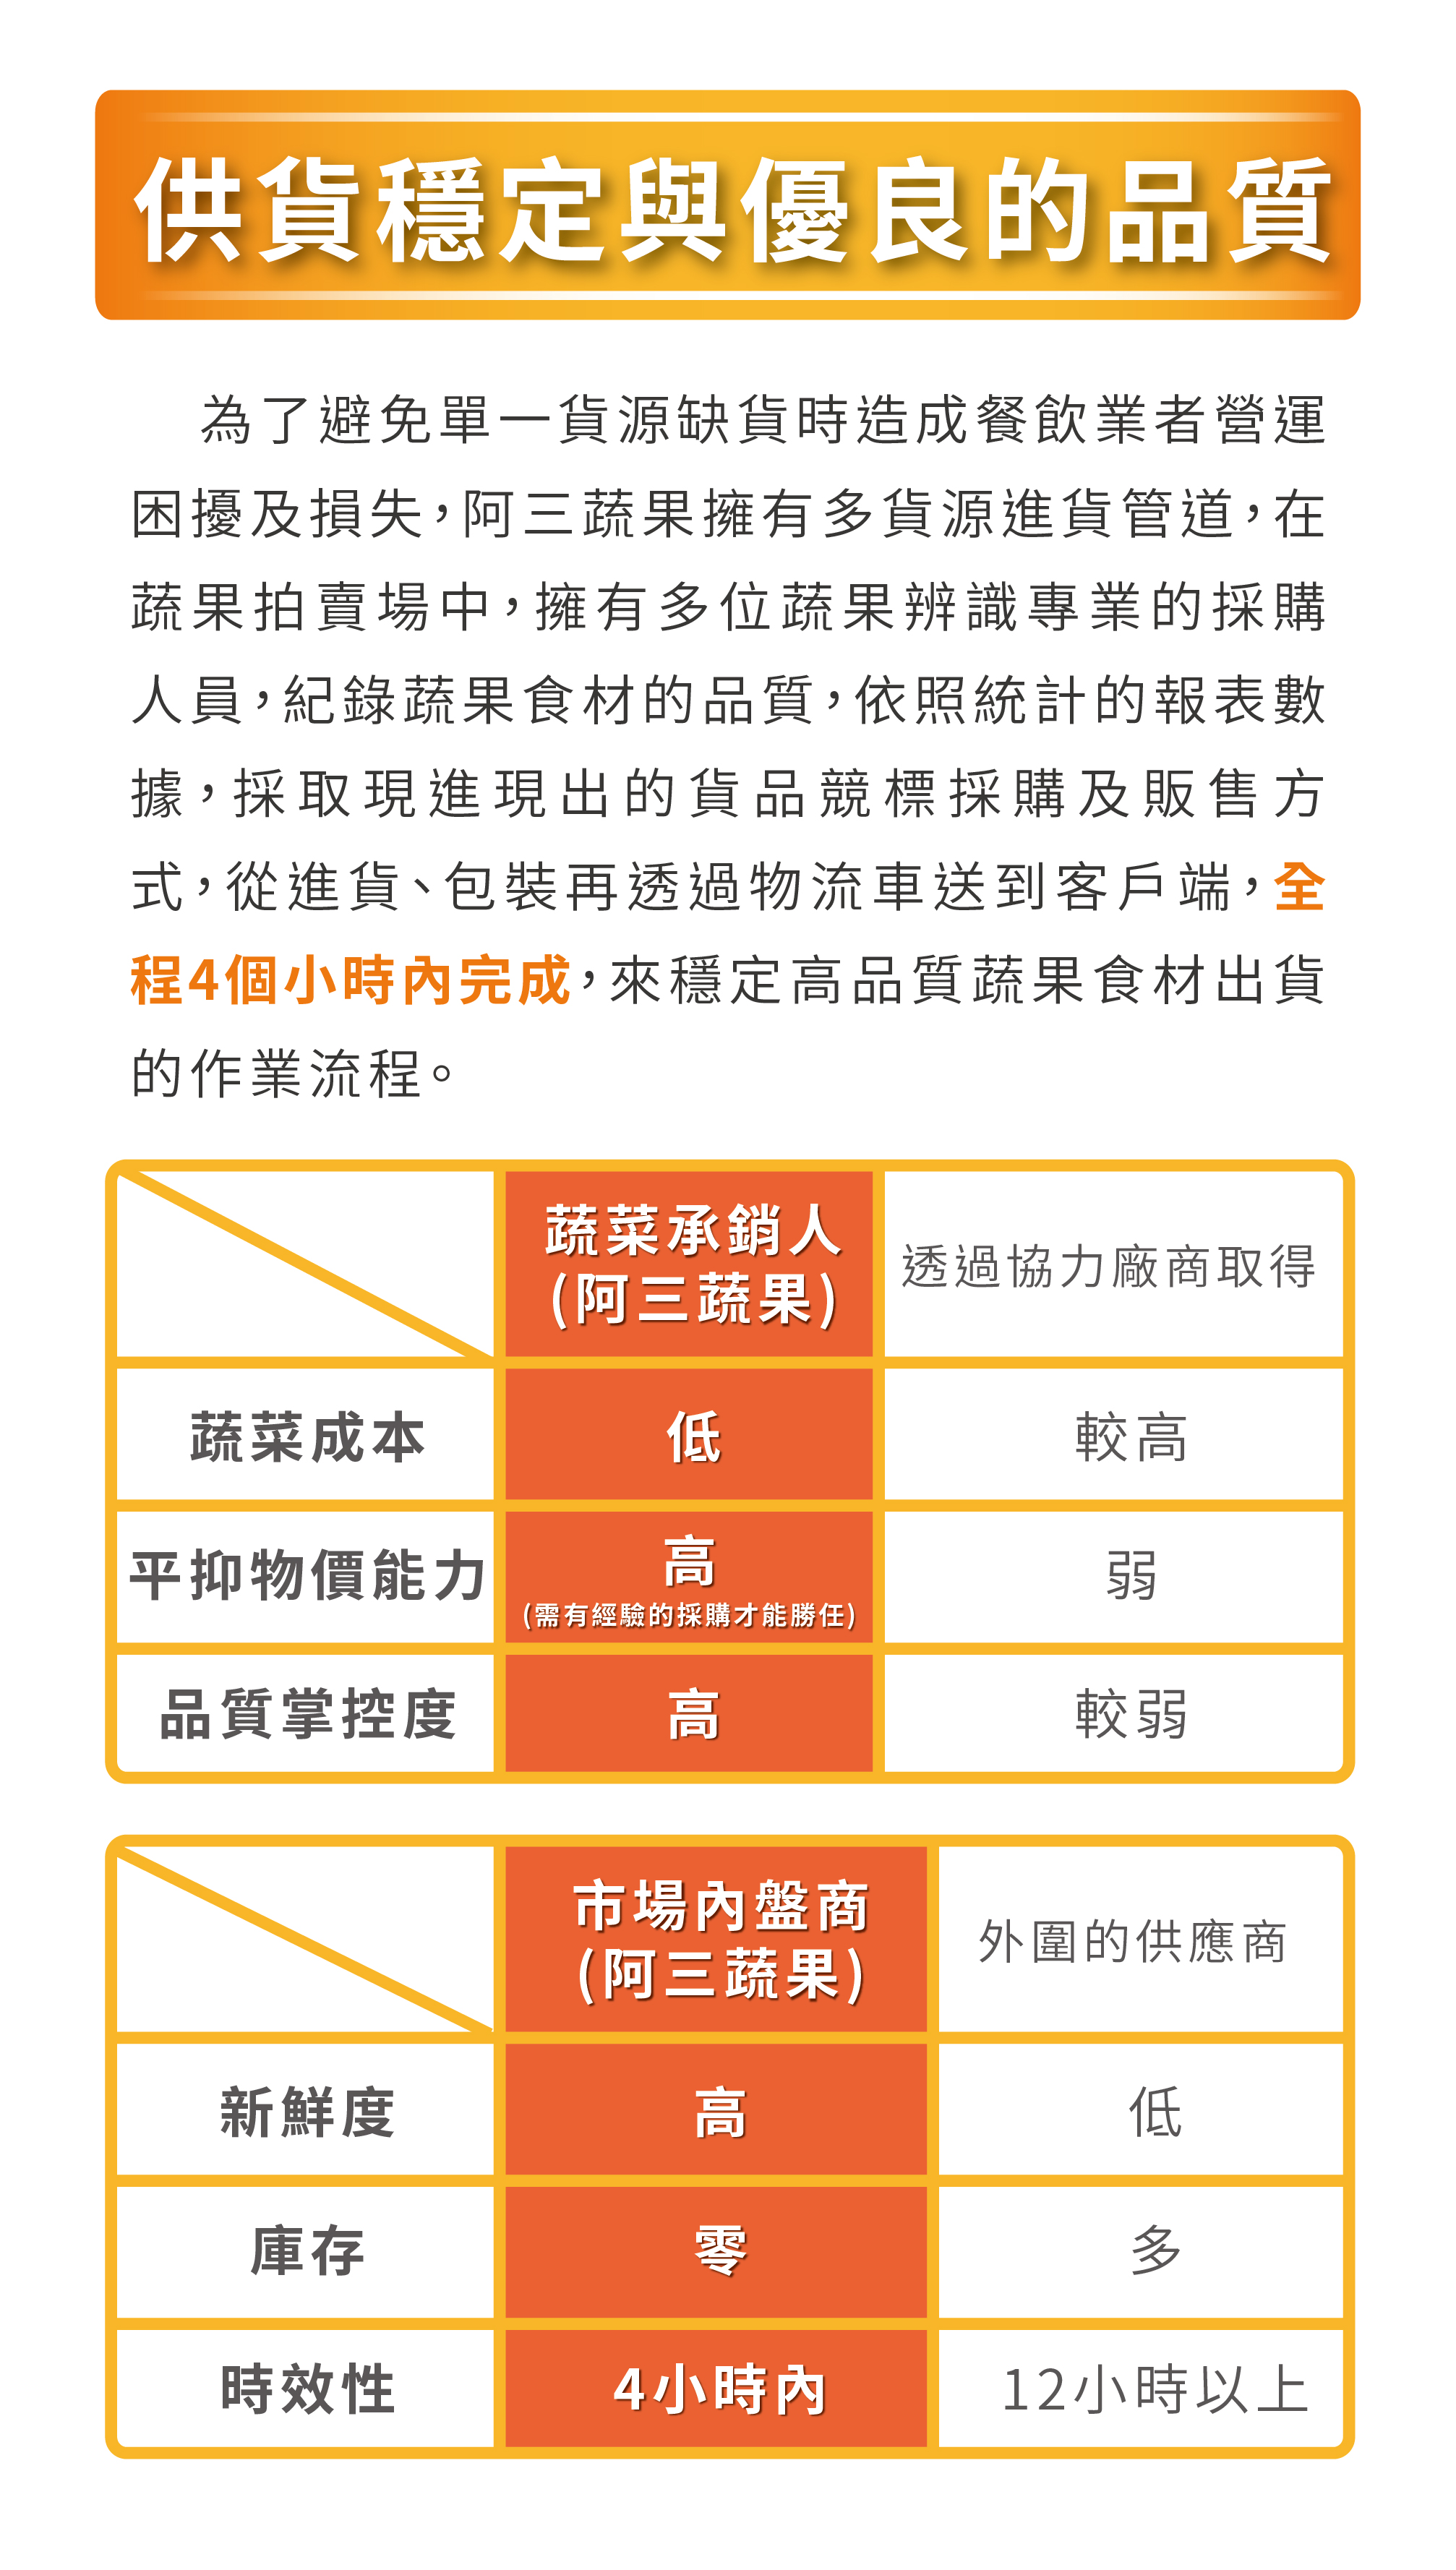 供貨穩定與優良的品質
為了避免單一貨源缺貨時造成餐飲業者營運
困擾及損失，阿三蔬果擁有多貨源進貨管道，在
蔬果拍賣場中，擁有多位蔬果辨識專業的採購
人員，紀錄蔬果食材的品質，依照統計的報表數
據，採取現進現出的貨品競標採購及販售方
式，從進貨、包裝再透過物流車送到客戶端，全
程4個小時內完成，來穩定高品質蔬果食材出貨
的作業流程。
蔬菜承銷人
(阿三蔬果)
透過協力廠商取得
蔬菜成本
低
較高
平抑物價能力
高
(需有經驗的採購才能勝任)
弱
品質掌控度
高
較弱
市場內盤商
(阿三蔬果)
外圍的供應商
新鮮度
高
低
庫存
零
多
時效性
4小時內
12小時以上